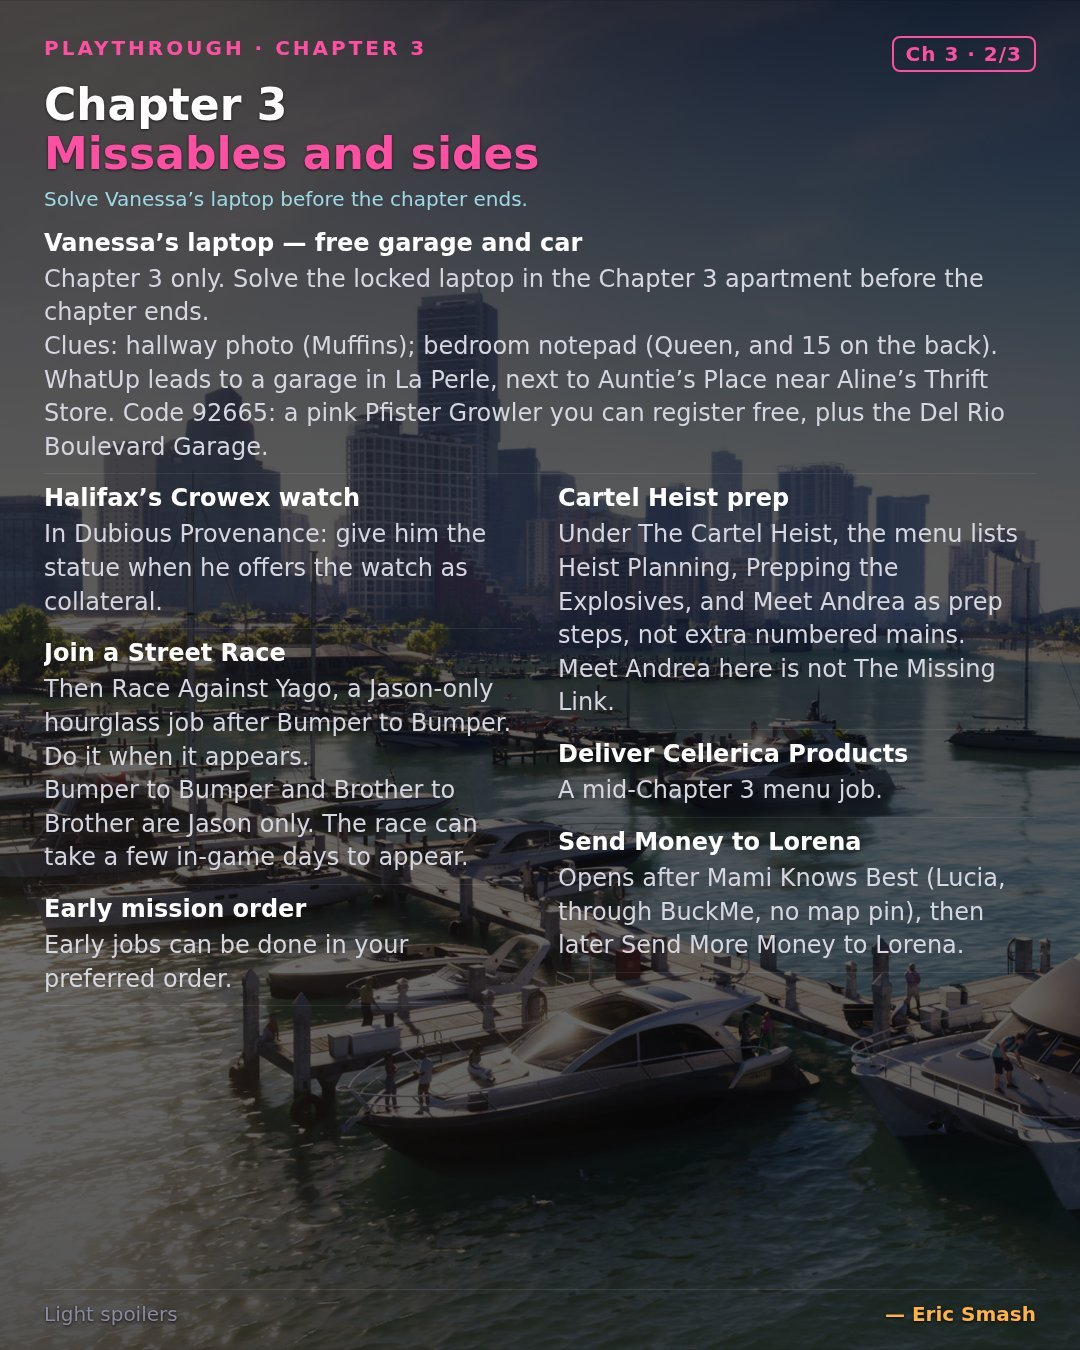 PLAYTHROUGH · CHAPTER 3
Ch 3 · 2/3
Chapter 3
Missables and sides
Solve Vanessa’s laptop before the chapter ends.
Vanessa’s laptop — free garage and car
Chapter 3 only. Solve the locked laptop in the Chapter 3 apartment before the
chapter ends.
Clues: hallway photo (Muffins); bedroom notepad (Queen, and 15 on the back).
WhatUp leads to a garage in La Perle, next to Auntie’s Place near Aline’s Thrift
Store. Code 92665: a pink Pfister Growler you can register free, plus the Del Rio
Boulevard Garage.
Halifax’s Crowex watch
In Dubious Provenance: give him the
statue when he offers the watch as
collateral.
Join a Street Race
Then Race Against Yago, a Jason-only
hourglass job after Bumper to Bumper.
Do it when it appears.
Bumper to Bumper and Brother to
Brother are Jason only. The race can
take a few in-game days to appear.
Early mission order
Early jobs can be done in your
preferred order.
Cartel Heist prep
Under The Cartel Heist, the menu lists
Heist Planning, Prepping the
Explosives, and Meet Andrea as prep
steps, not extra numbered mains.
Meet Andrea here is not The Missing
Link.
Deliver Cellerica Products
A mid-Chapter 3 menu job.
Send Money to Lorena
Opens after Mami Knows Best (Lucia,
through BuckMe, no map pin), then
later Send More Money to Lorena.
Light spoilers
— Eric Smash